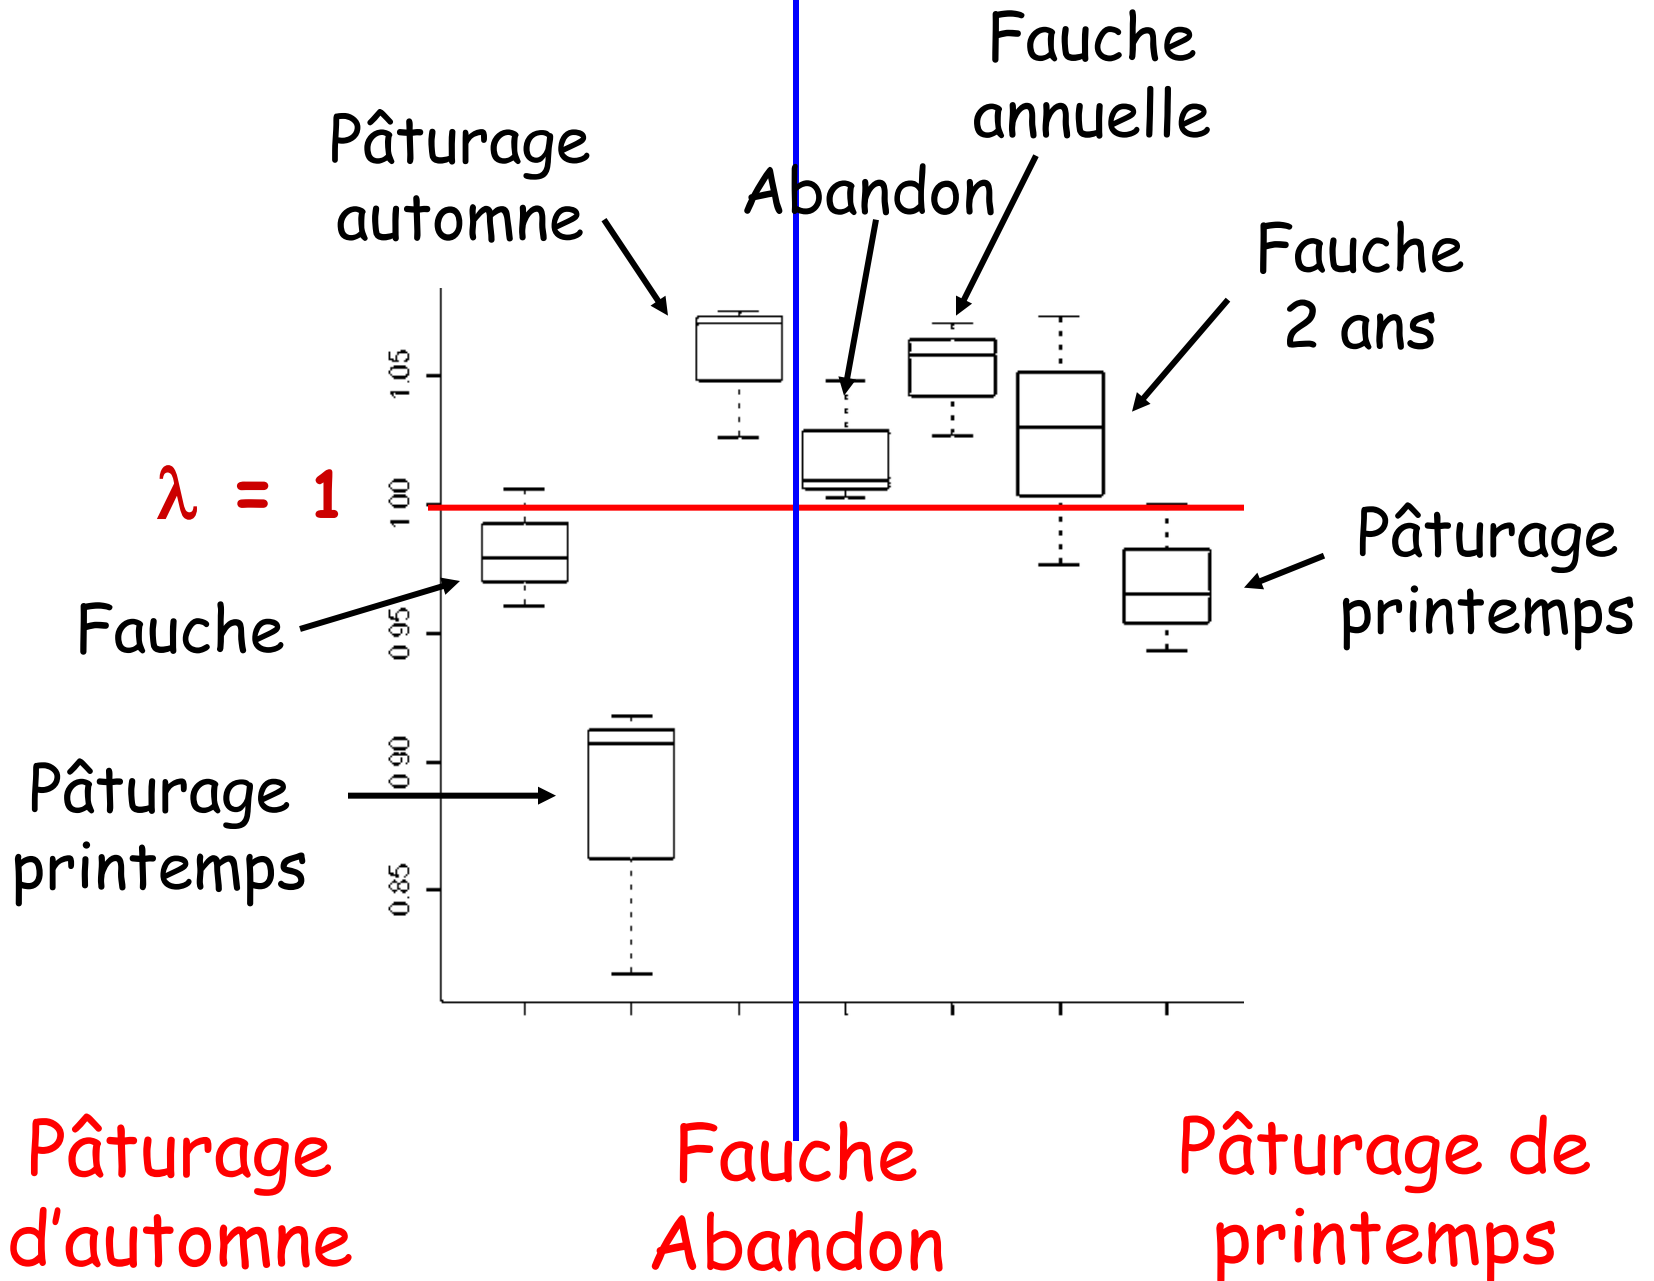 Fauche
annuelle
Pâturage
automne
Abandon
Fauche
2 ans
1.05
λ = 1
1 00
Pâturage
printemps
Fauche
0.95
0.90
Pâturage
printemps
0.85
Pâturage
d'automne
Fauche
Abandon
Pâturage de
printemps